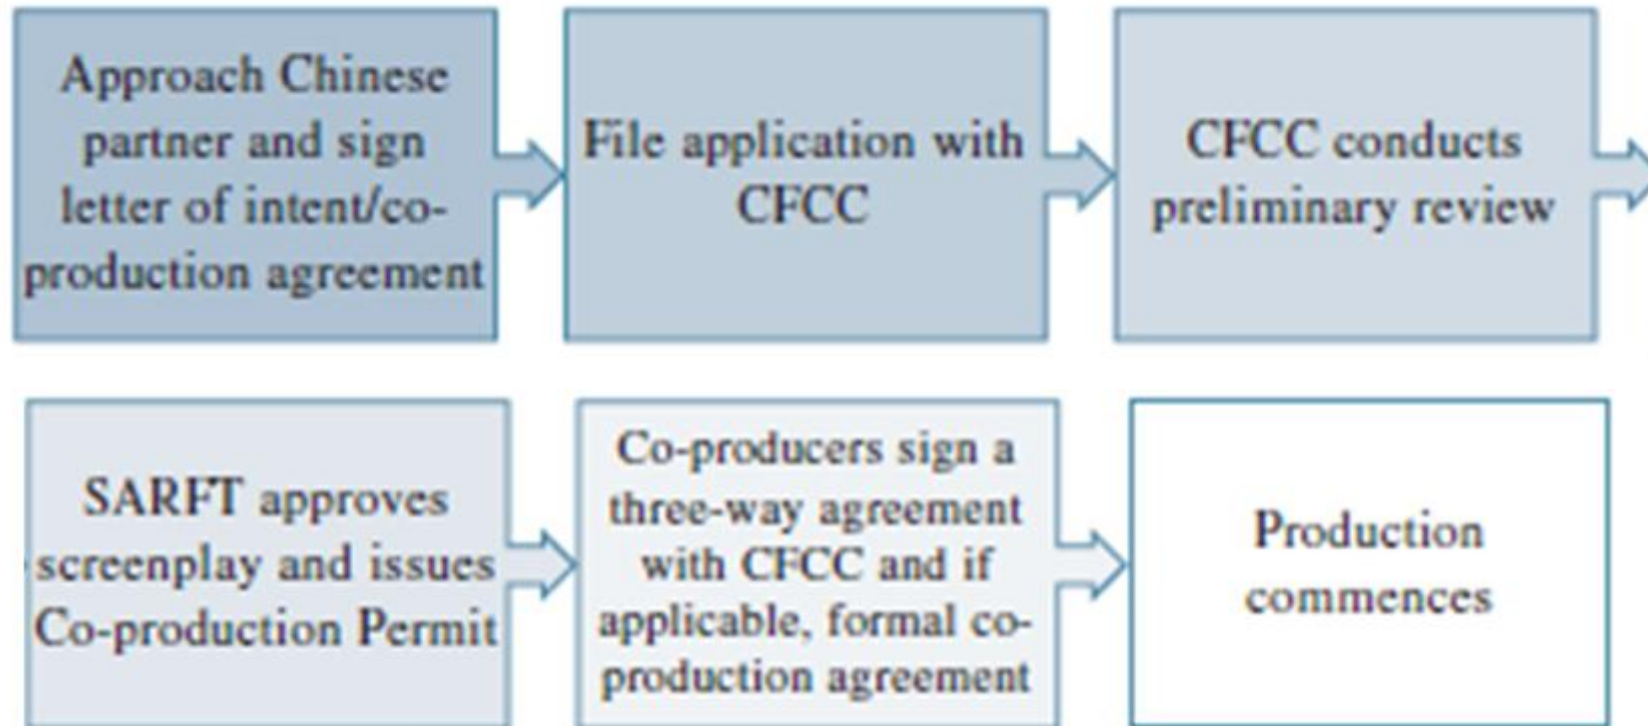 Approach Chinese
partner and sign
letter of intent/co-
production agreement
File application with
CFCC
CFCC conducts
preliminary review
SARFT approves
screenplay and issues
Co-production Permit
Co-producers sign a
three-way agreement
with CFCC and if
applicable, formal co-
production agreement
Production
commences